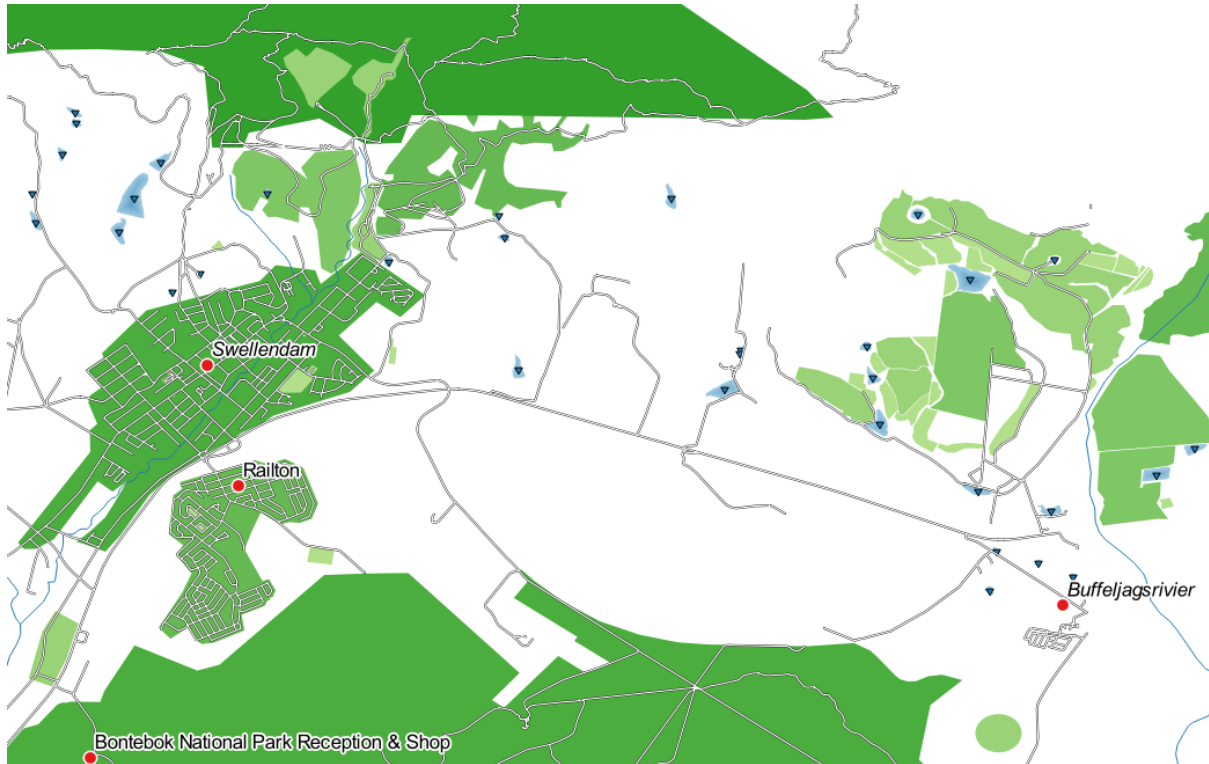 Swellendam
Railton
Buffeljagsrivier
Bontebok National Park Reception & Shop